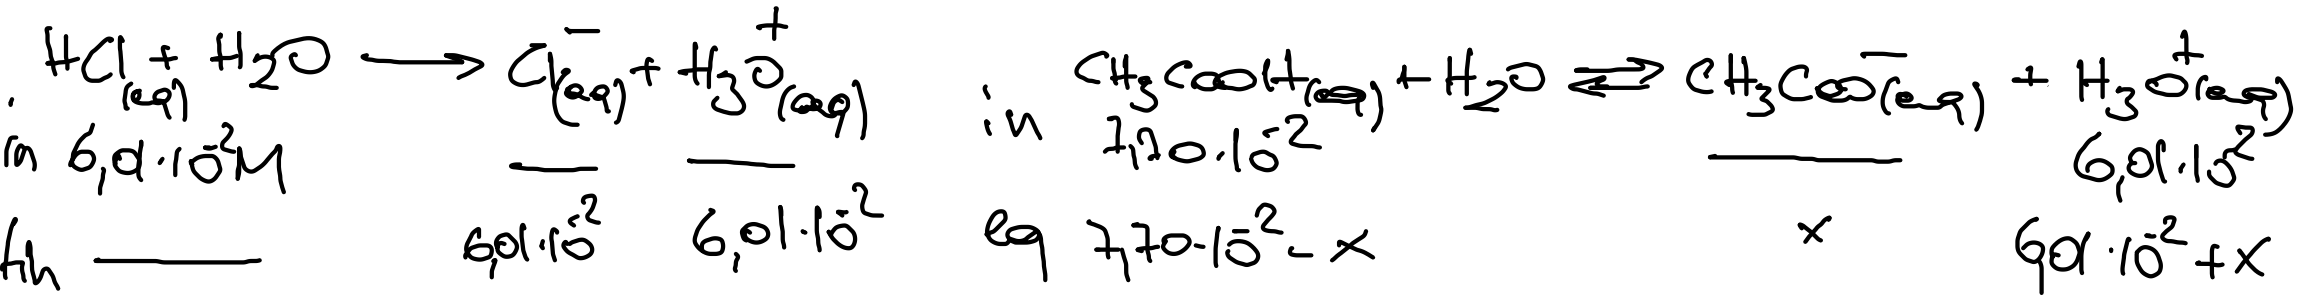 HCl(aq) + H2O ⟶ Cl⁻(aq) + H3O⁺(aq)
in 6,01·10⁻²M — —
fin — 6,01·10⁻² 6,01·10⁻²
in CH3COOH(aq) + H2O ⇌ CH3COO⁻(aq) + H3O⁺(aq)
7,70·10⁻² — 6,01·10⁻²
eq 7,70·10⁻² - x x 6,01·10⁻² + x